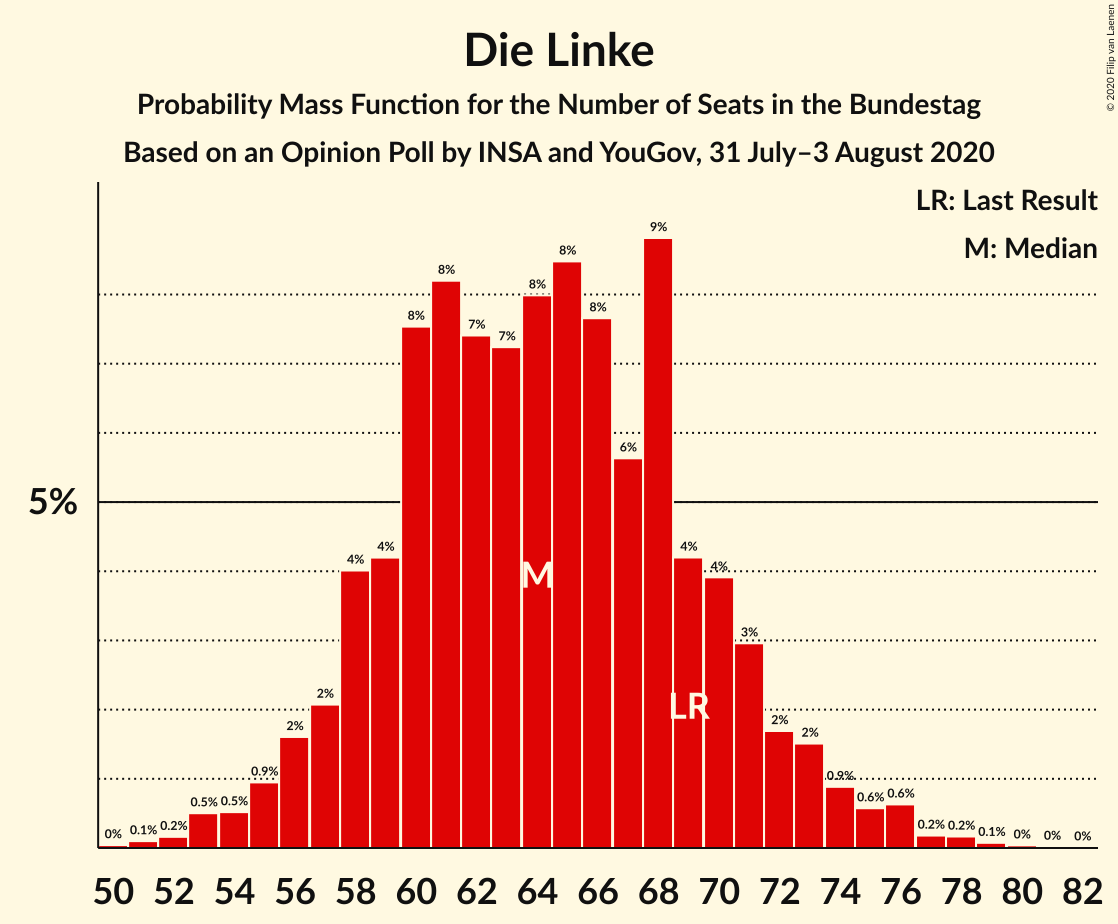 © 2020 Filip van Laenen
Die Linke
Probability Mass Function for the Number of Seats in the Bundestag
Based on an Opinion Poll by INSA and YouGov, 31 July–3 August 2020
LR: Last Result
M: Median
5%
0% 0.1% 0.2% 0.5% 0.5% 0.9% 2% 2% 4% 4% 8% 8% 7% 7% 8% 8% 8% 6% 9% 4% 4% 3% 2% 2% 0.9% 0.6% 0.6% 0.2% 0.2% 0.1% 0% 0% 0%
M
LR
50 52 54 56 58 60 62 64 66 68 70 72 74 76 78 80 82